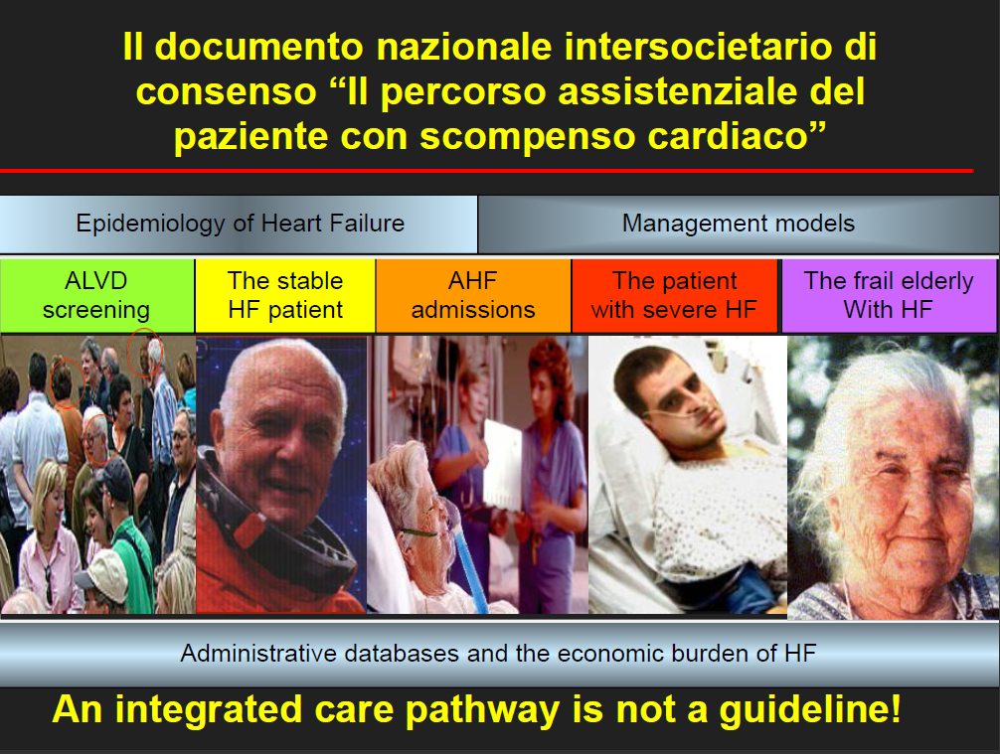 Il documento nazionale intersocietario di
consenso “Il percorso assistenziale del
paziente con scompenso cardiaco”
Epidemiology of Heart Failure
Management models
ALVD
screening
The stable
HF patient
AHF
admissions
The patient
with severe HF
The frail elderly
With HF
Administrative databases and the economic burden of HF
An integrated care pathway is not a guideline!